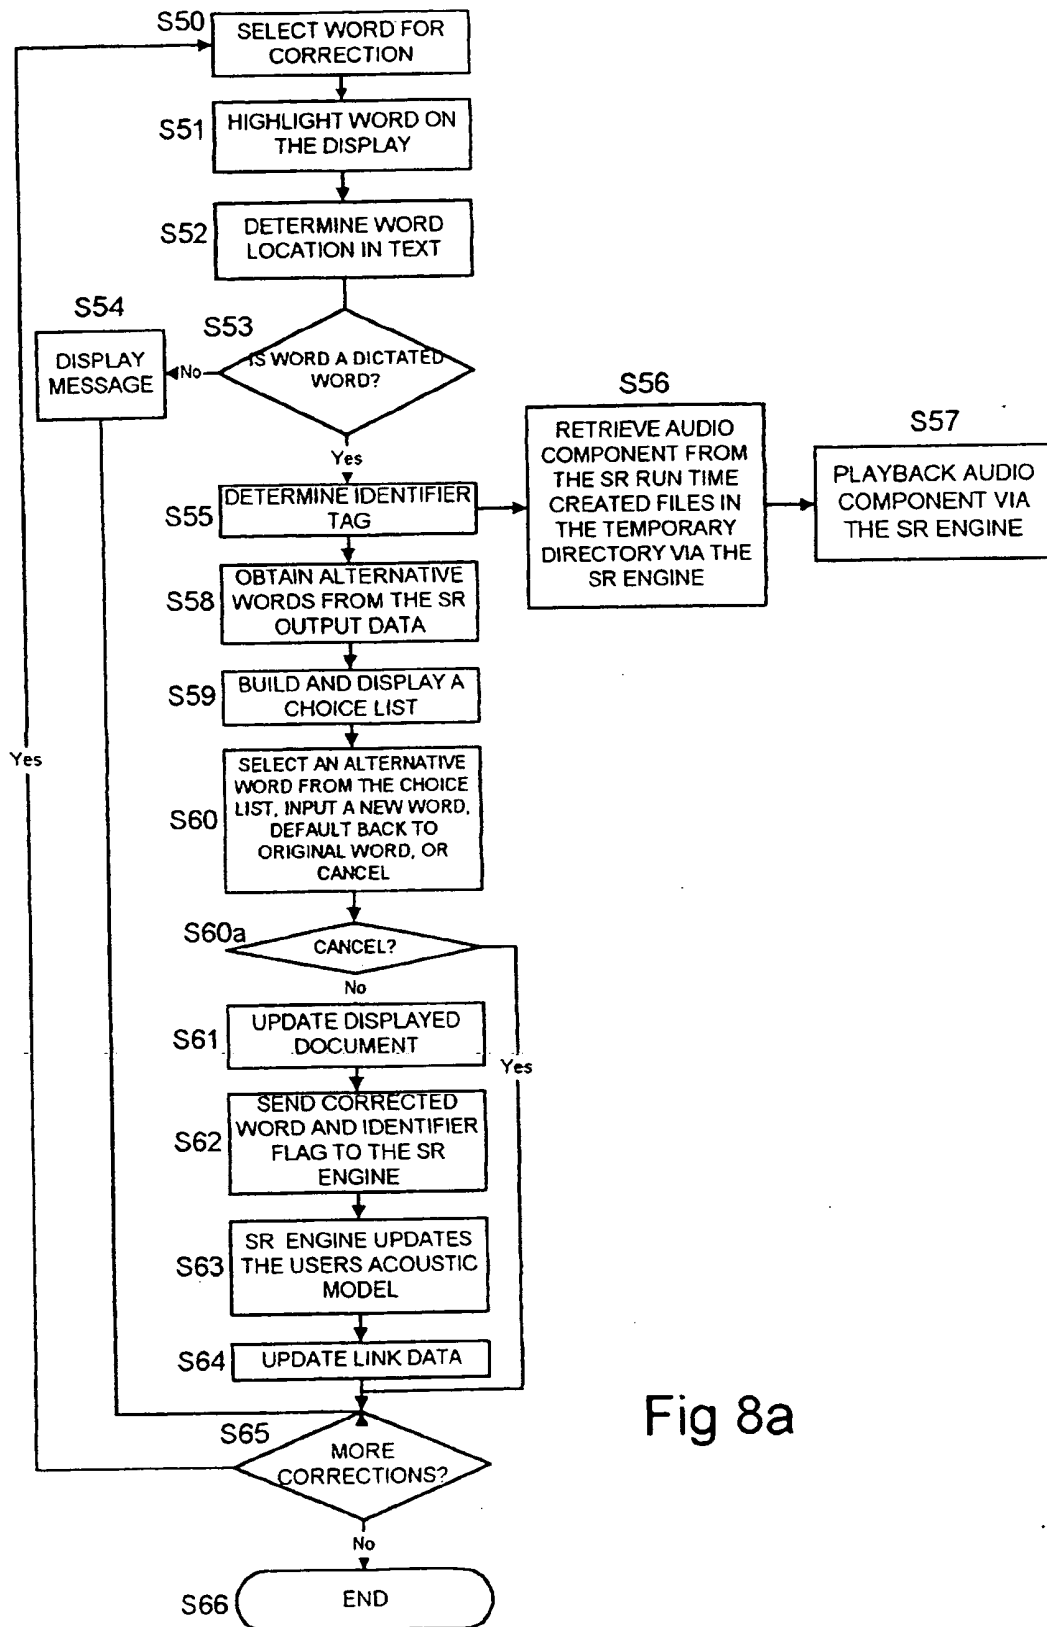 S50
SELECT WORD FOR
CORRECTION
S51
HIGHLIGHT WORD ON
THE DISPLAY
S52
DETERMINE WORD
LOCATION IN TEXT
S54
DISPLAY
MESSAGE
No
S53
IS WORD A DICTATED
WORD?
Yes
S55
DETERMINE IDENTIFIER
TAG
S56
RETRIEVE AUDIO
COMPONENT FROM
THE SR RUN TIME
CREATED FILES IN
THE TEMPORARY
DIRECTORY VIA THE
SR ENGINE
S57
PLAYBACK AUDIO
COMPONENT VIA
THE SR ENGINE
S58
OBTAIN ALTERNATIVE
WORDS FROM THE SR
OUTPUT DATA
S59
BUILD AND DISPLAY A
CHOICE LIST
Yes
S60
SELECT AN ALTERNATIVE
WORD FROM THE CHOICE
LIST, INPUT A NEW WORD,
DEFAULT BACK TO
ORIGINAL WORD, OR
CANCEL
S60a
CANCEL?
No
S61
UPDATE DISPLAYED
DOCUMENT
Yes
S62
SEND CORRECTED
WORD AND IDENTIFIER
FLAG TO THE SR
ENGINE
S63
SR ENGINE UPDATES
THE USERS ACOUSTIC
MODEL
S64
UPDATE LINK DATA
S65
MORE
CORRECTIONS?
No
S66
END
Fig 8a